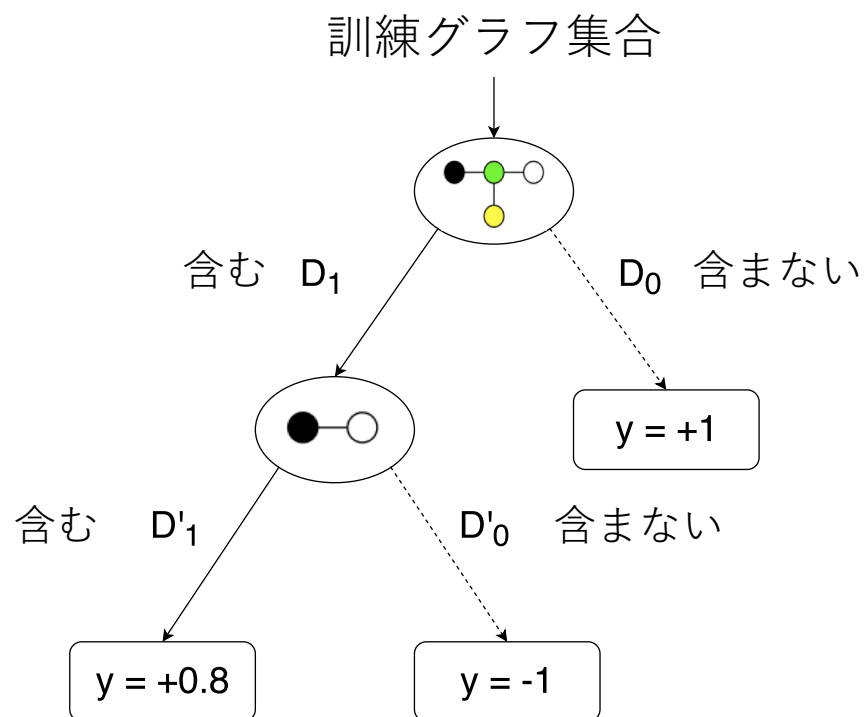 訓練グラフ集合
含む D1 D0 含まない
y = +1
含む D'1 D'0 含まない
y = +0.8 y = -1